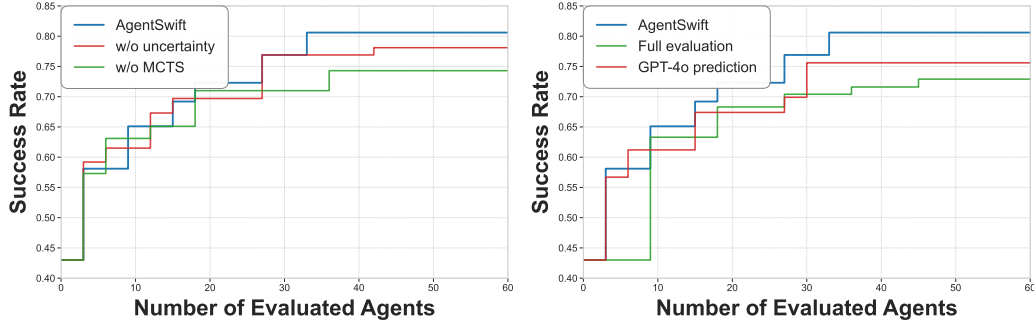 0.85
0.80
0.75
0.70
0.65
0.60
0.55
0.50
0.45
0.40
Success Rate
AgentSwift
w/o uncertainty
w/o MCTS
0 10 20 30 40 50 60
Number of Evaluated Agents
0.85
0.80
0.75
0.70
0.65
0.60
0.55
0.50
0.45
0.40
Success Rate
AgentSwift
Full evaluation
GPT-4o prediction
0 10 20 30 40 50 60
Number of Evaluated Agents